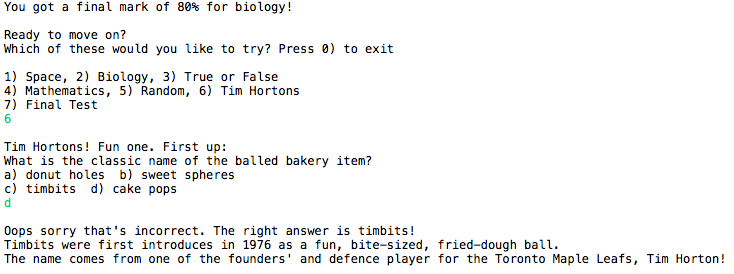 You got a final mark of 80% for biology!
Ready to move on?
Which of these would you like to try? Press 0) to exit
1) Space, 2) Biology, 3) True or False
4) Mathematics, 5) Random, 6) Tim Hortons
7) Final Test
6
Tim Hortons! Fun one. First up:
What is the classic name of the balled bakery item?
a) donut holes  b) sweet spheres
c) timbits  d) cake pops
d
Oops sorry that's incorrect. The right answer is timbits!
Timbits were first introduces in 1976 as a fun, bite-sized, fried-dough ball.
The name comes from one of the founders' and defence player for the Toronto Maple Leafs, Tim Horton!